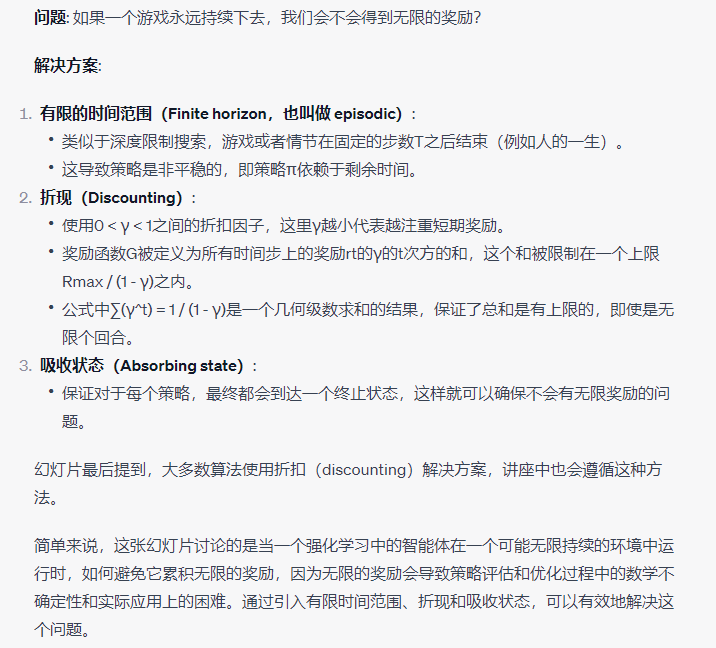 问题: 如果一个游戏永远持续下去，我们会不会得到无限的奖励？
解决方案:
1. 有限的时间范围（Finite horizon，也叫做 episodic）:
• 类似于深度限制搜索，游戏或者情节在固定的步数T之后结束（例如人的一生）。
• 这导致策略是非平稳的，即策略π依赖于剩余时间。
2. 折现（Discounting）:
• 使用0 < γ < 1之间的折扣因子，这里γ越小代表越注重短期奖励。
• 奖励函数G被定义为所有时间步上的奖励rt的γ的t次方的和，这个和被限制在一个上限
Rmax / (1 - γ)之内。
• 公式中∑(γ^t) = 1 / (1 - γ)是一个几何级数求和的结果，保证了总和是有上限的，即使是无
限个回合。
3. 吸收状态（Absorbing state）:
• 保证对于每个策略，最终都会到达一个终止状态，这样就可以确保不会有无限奖励的问
题。
幻灯片最后提到，大多数算法使用折扣（discounting）解决方案，讲座中也会遵循这种方
法。
简单来说，这张幻灯片讨论的是当一个强化学习中的智能体在一个可能无限持续的环境中运
行时，如何避免它累积无限的奖励，因为无限的奖励会导致策略评估和优化过程中的数学不
确定性和实际应用上的困难。通过引入有限时间范围、折现和吸收状态，可以有效地解决这
个问题。